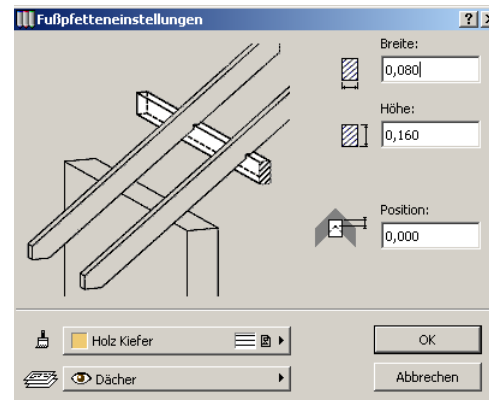 Fußpfetteneinstellungen
Breite:
0,080
Höhe:
0,160
Position:
0,000
Holz Kiefer
OK
Dächer
Abbrechen